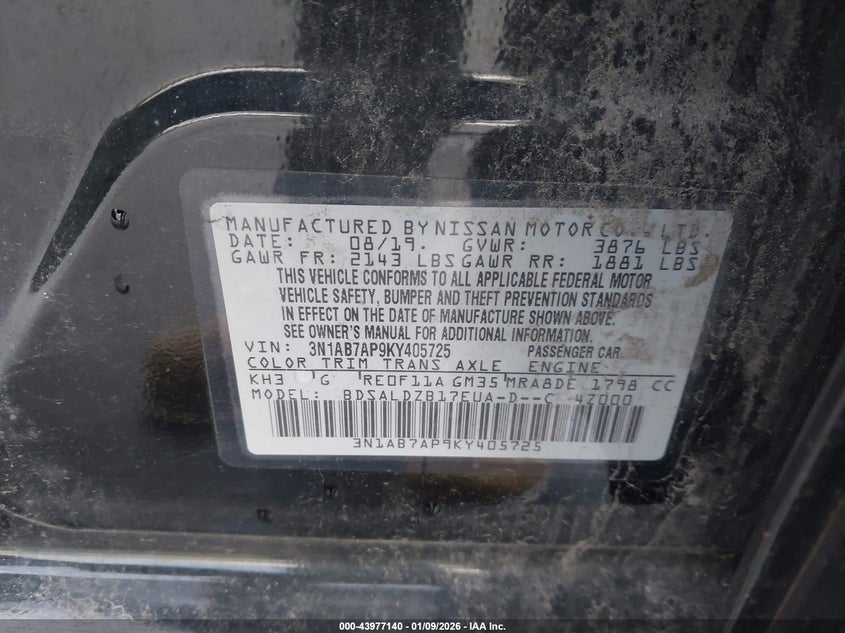 MANUFACTURED BY NISSAN MOTOR CO., LTD.
DATE: 08/19. GVWR: 3876 LBS
GAWR FR: 2143 LBS GAWR RR: 1881 LBS
THIS VEHICLE CONFORMS TO ALL APPLICABLE FEDERAL MOTOR
VEHICLE SAFETY, BUMPER AND THEFT PREVENTION STANDARDS
IN EFFECT ON THE DATE OF MANUFACTURE SHOWN ABOVE.
SEE OWNER'S MANUAL FOR ADDITIONAL INFORMATION.
VIN: 3N1AB7AP9KY405725 PASSENGER CAR
COLOR TRIM TRANS AXLE ENGINE
KH3 G RE0F11A GM35 MRA8DE 1798 CC
MODEL: BDSALDZB17EUA-D--C 4Z000
3N1AB7AP9KY405725
000-43977140 - 01/09/2026 - IAA Inc.